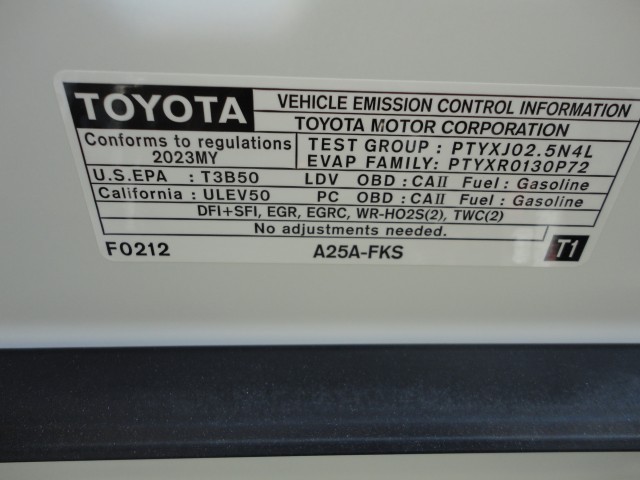 TOYOTA
VEHICLE EMISSION CONTROL INFORMATION
TOYOTA MOTOR CORPORATION
Conforms to regulations
2023MY
TEST GROUP : PTYXJ02.5N4L
EVAP FAMILY: PTYXR0130P72
U.S.EPA : T3B50 LDV OBD : CAII Fuel : Gasoline
California : ULEV50 PC OBD : CAII Fuel : Gasoline
DFI+SFI, EGR, EGRC, WR-HO2S(2), TWC(2)
No adjustments needed.
F0212 A25A-FKS T1